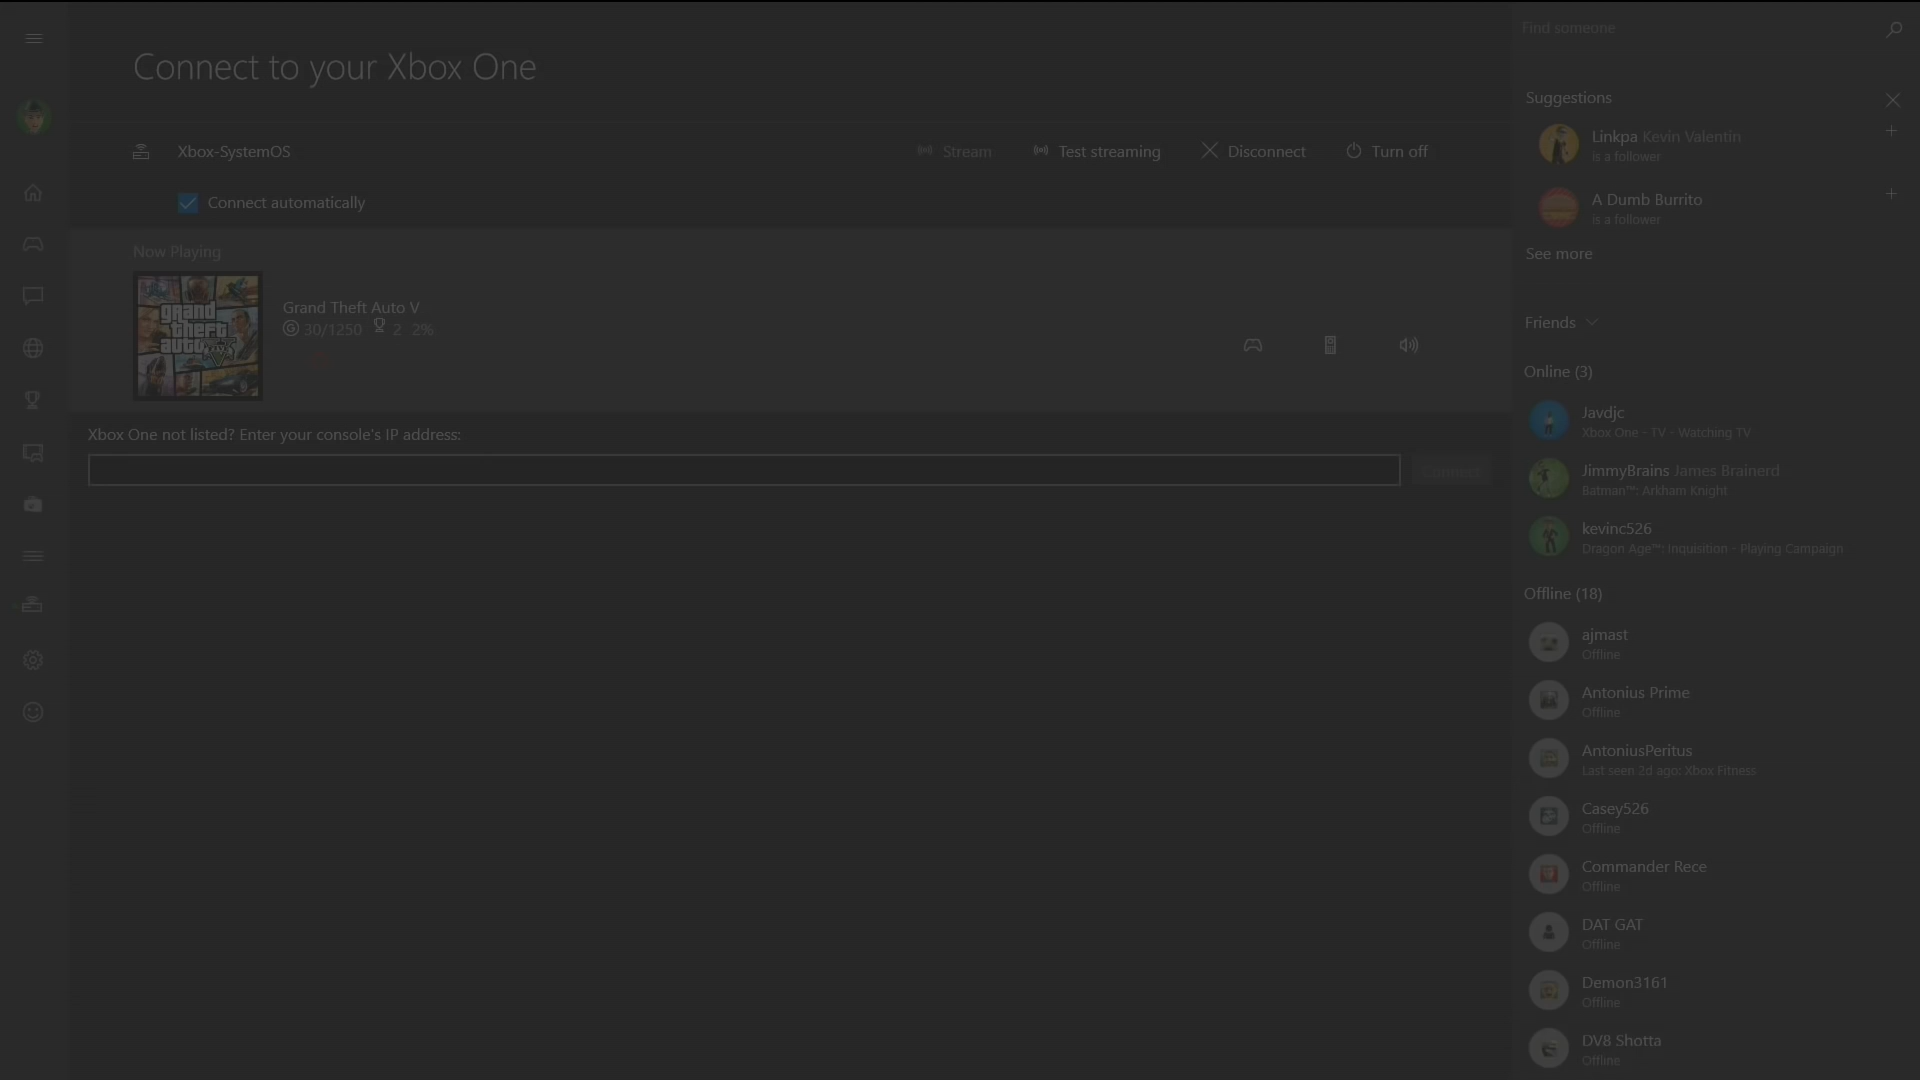 Connect to your Xbox One
Xbox-SystemOS
Stream
Test streaming
Disconnect
Turn off
Connect automatically
Now Playing
grand
theft
auto
V
Grand Theft Auto V
30/1250 2 2%
Xbox One not listed? Enter your console's IP address:
Connect
Find someone
Suggestions
Linkpa Kevin Valentin
is a follower
A Dumb Burrito
is a follower
See more
Friends
Online (3)
Javdjc
Xbox One - TV - Watching TV
JimmyBrains James Brainerd
Batman™: Arkham Knight
kevinc526
Dragon Age™: Inquisition - Playing Campaign
Offline (18)
ajmast
Offline
Antonius Prime
Offline
AntoniusPeritus
Last seen 2d ago: Xbox Fitness
Casey526
Offline
Commander Rece
Offline
DAT GAT
Offline
Demon3161
Offline
DV8 Shotta
Offline